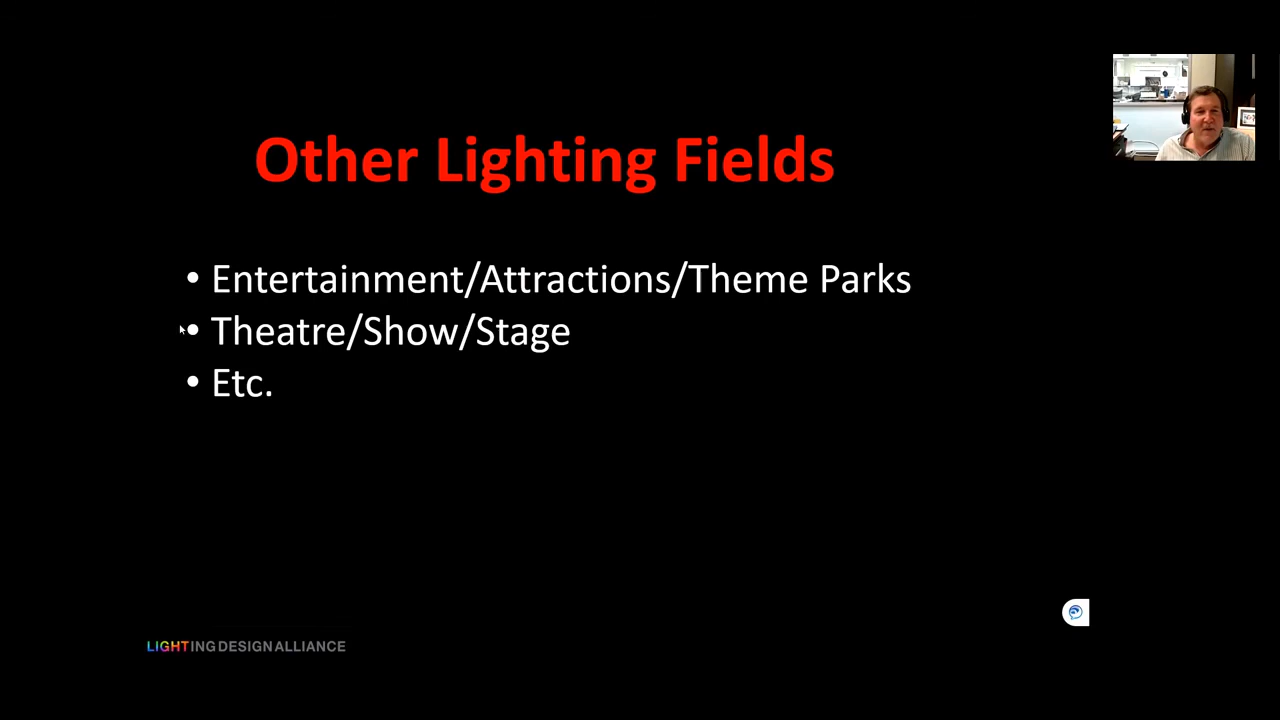 Other Lighting Fields
• Entertainment/Attractions/Theme Parks
• Theatre/Show/Stage
• Etc.
LIGHTING DESIGN ALLIANCE